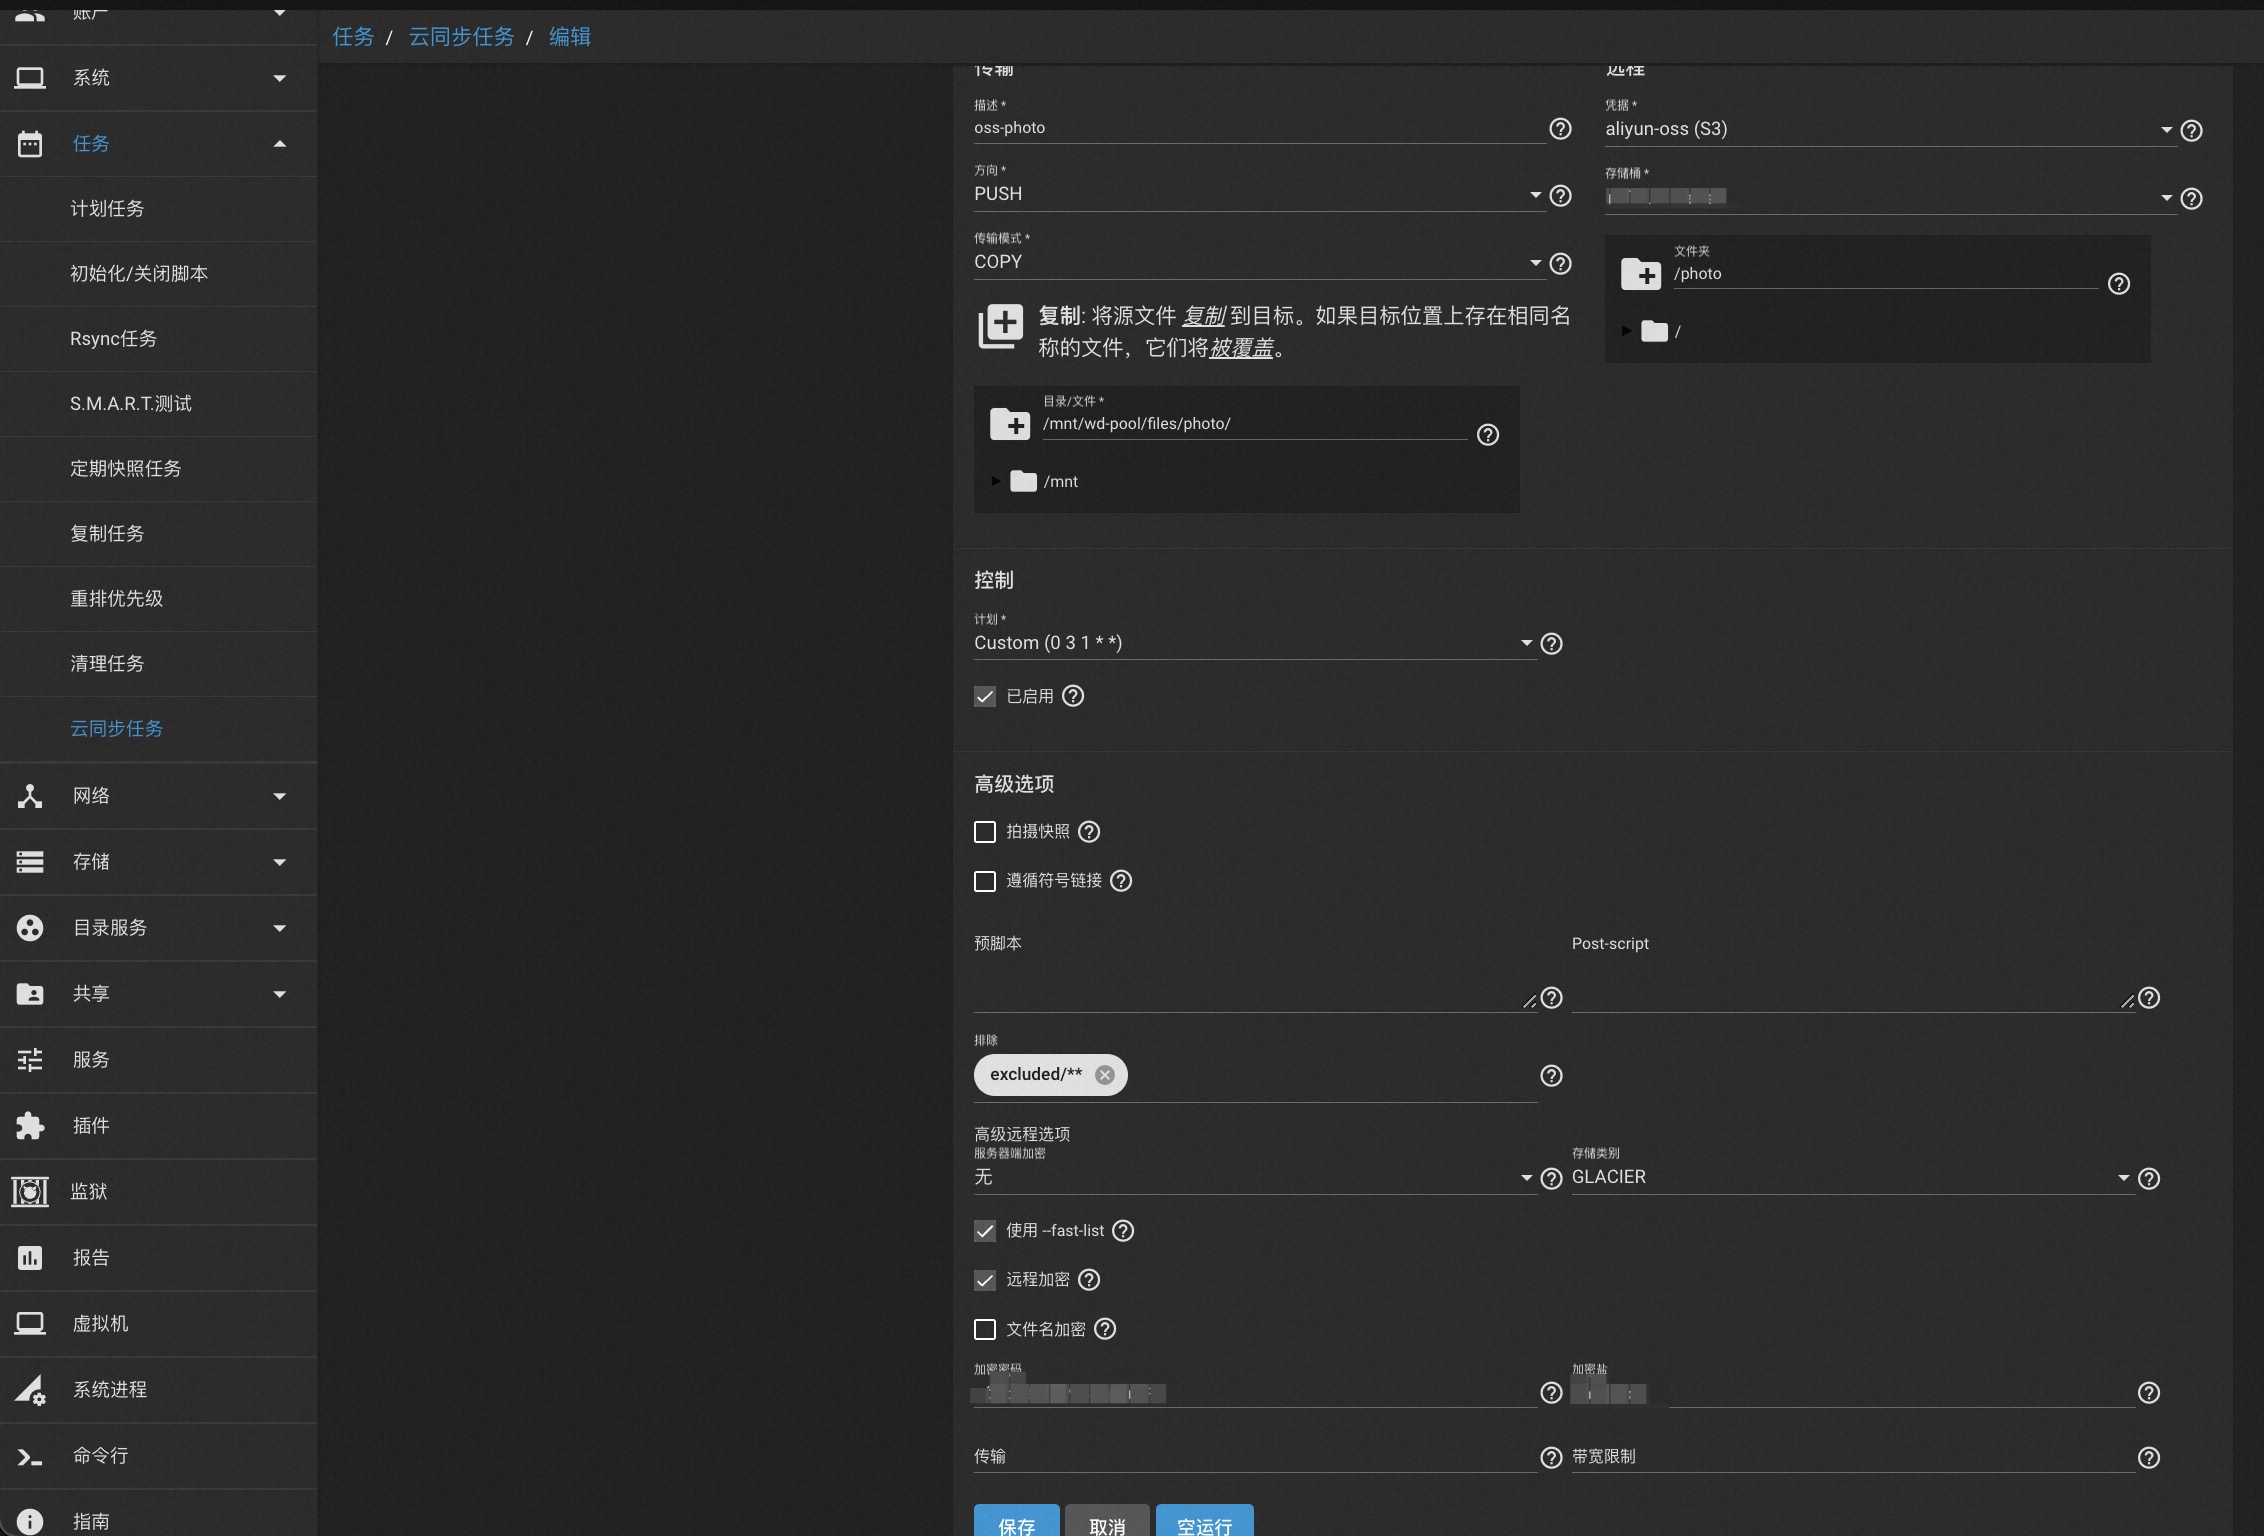 账户
系统
任务
计划任务
初始化/关闭脚本
Rsync任务
S.M.A.R.T.测试
定期快照任务
复制任务
重排优先级
清理任务
云同步任务
网络
存储
目录服务
共享
服务
插件
监狱
报告
虚拟机
系统进程
命令行
指南
任务 / 云同步任务 / 编辑
传输
描述 *
oss-photo
方向 *
PUSH
传输模式 *
COPY
复制: 将源文件 复制 到目标。如果目标位置上存在相同名
称的文件，它们将被覆盖。
目录/文件 *
/mnt/wd-pool/files/photo/
/mnt
远程
凭据 *
aliyun-oss (S3)
存储桶 *
文件夹
/photo
/
控制
计划 *
Custom (0 3 1 * *)
已启用
高级选项
拍摄快照
遵循符号链接
预脚本
Post-script
排除
excluded/**
高级远程选项
服务器端加密
无
存储类别
GLACIER
使用 --fast-list
远程加密
文件名加密
加密密码
加密盐
传输
带宽限制
保存
取消
空运行